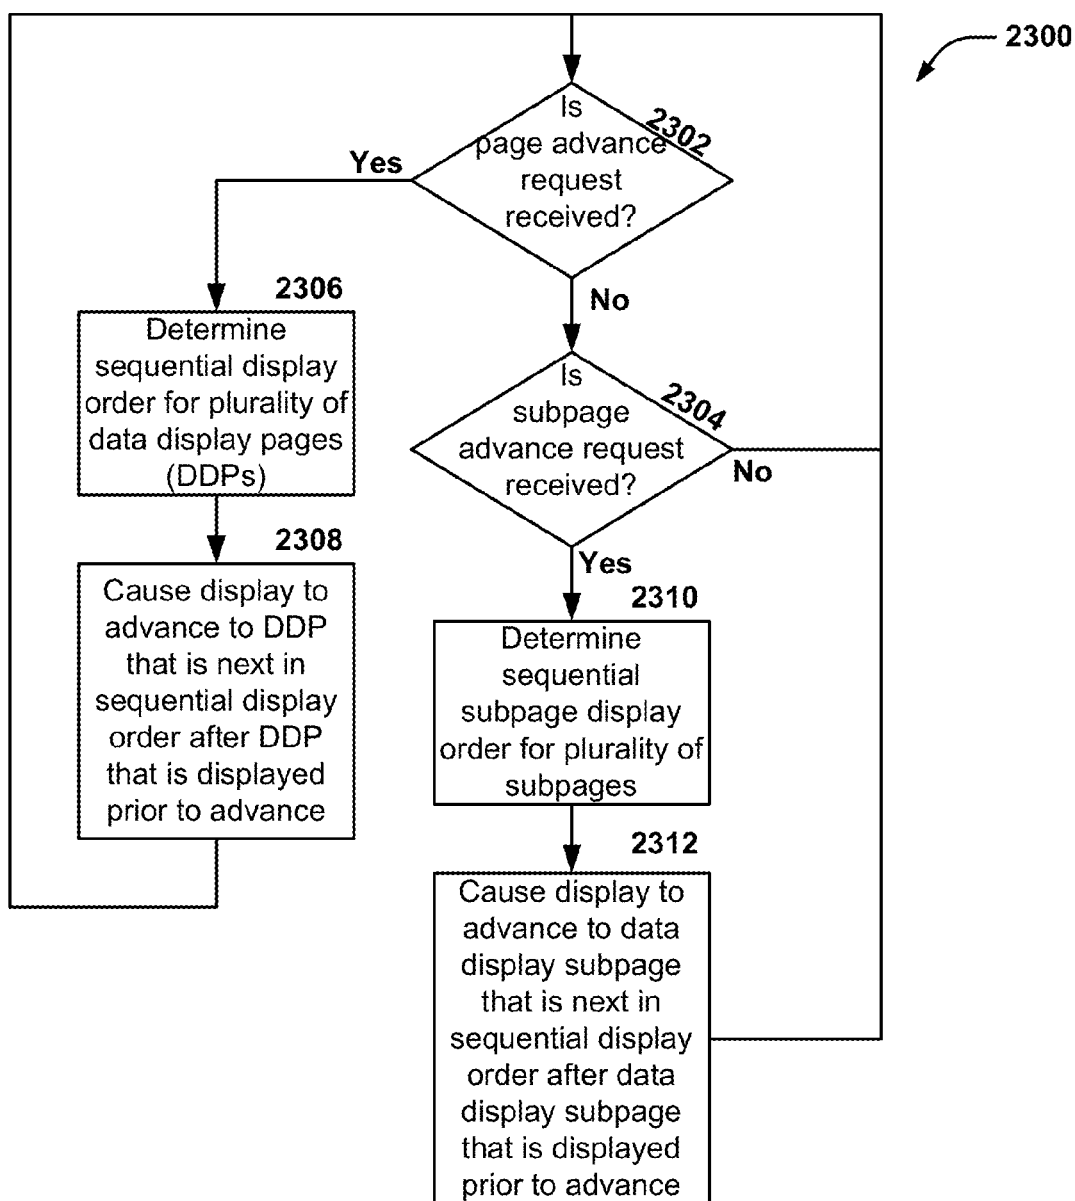 2300
Is
page advance
request
received?
2302
Yes
No
2306
Determine
sequential display
order for plurality of
data display pages
(DDPs)
Is
subpage
advance request
received?
2304
No
Yes
2308
Cause display to
advance to DDP
that is next in
sequential display
order after DDP
that is displayed
prior to advance
2310
Determine
sequential
subpage display
order for plurality of
subpages
2312
Cause display to
advance to data
display subpage
that is next in
sequential display
order after data
display subpage
that is displayed
prior to advance